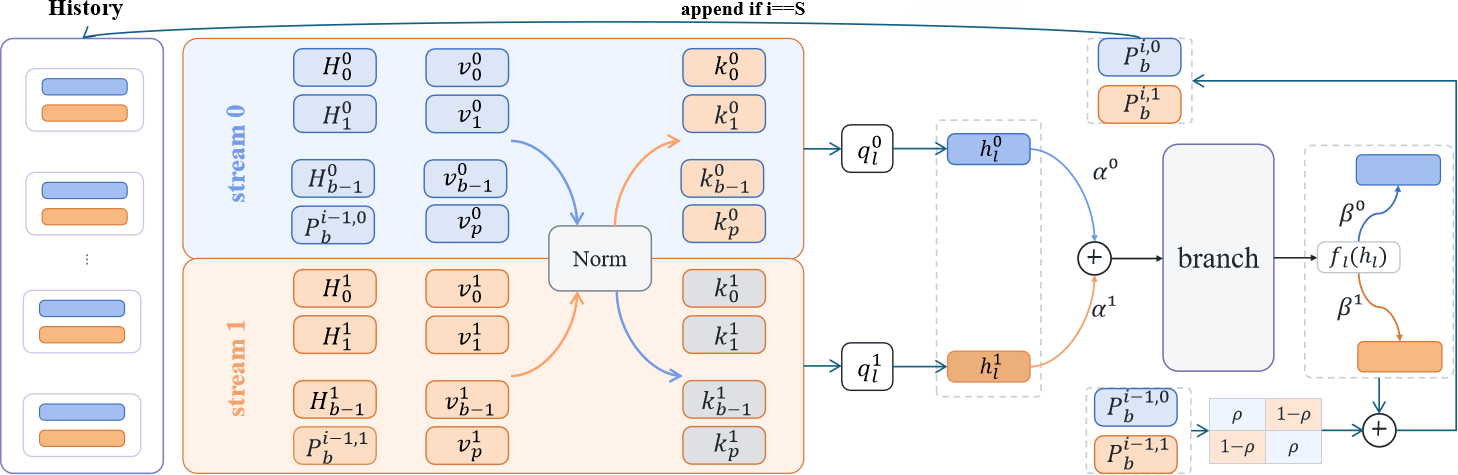 History
append if i==S
stream 0
H_0^0 v_0^0 k_0^0
H_1^0 v_1^0 k_1^0
H_{b-1}^0 v_{b-1}^0 k_{b-1}^0
P_b^{i-1,0} v_p^0 k_p^0
Norm
stream 1
H_0^1 v_0^1 k_0^1
H_1^1 v_1^1 k_1^1
H_{b-1}^1 v_{b-1}^1 k_{b-1}^1
P_b^{i-1,1} v_p^1 k_p^1
⋮
q_l^0
q_l^1
h_l^0
h_l^1
α^0
α^1
+
branch
P_b^{i,0}
P_b^{i,1}
β^0
f_l(h_l)
β^1
P_b^{i-1,0}
P_b^{i-1,1}
ρ 1−ρ
1−ρ ρ
+